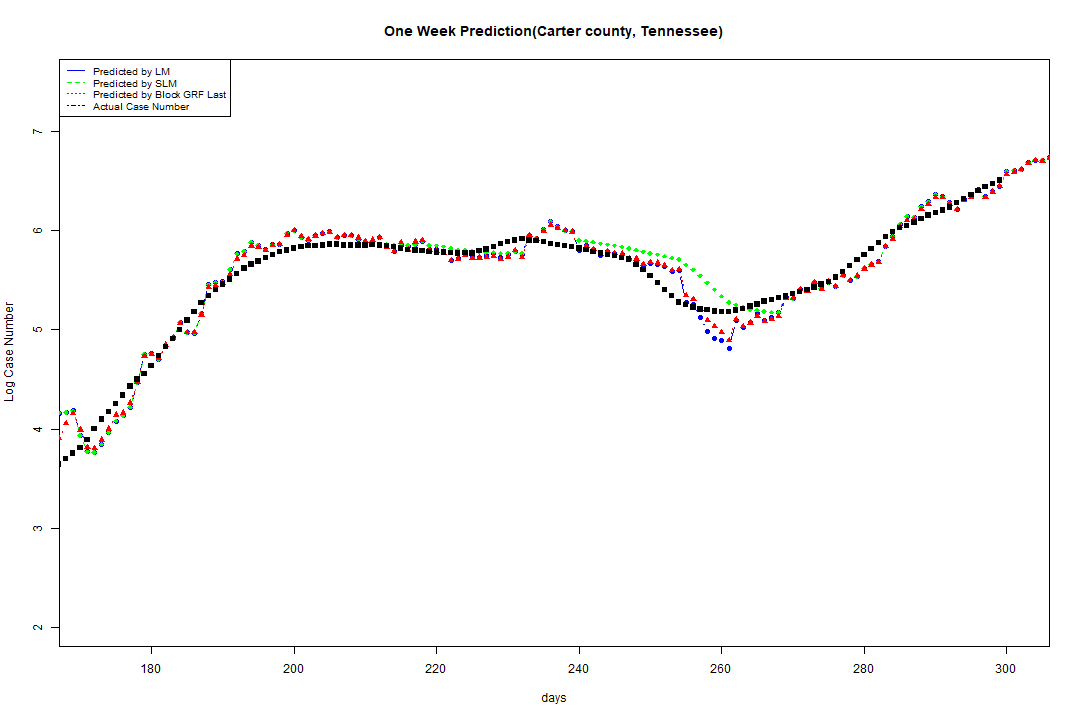 One Week Prediction(Carter county, Tennessee)
Predicted by LM
Predicted by SLM
Predicted by Block GRF Last
Actual Case Number
7
6
5
4
3
2
Log Case Number
180 200 220 240 260 280 300
days